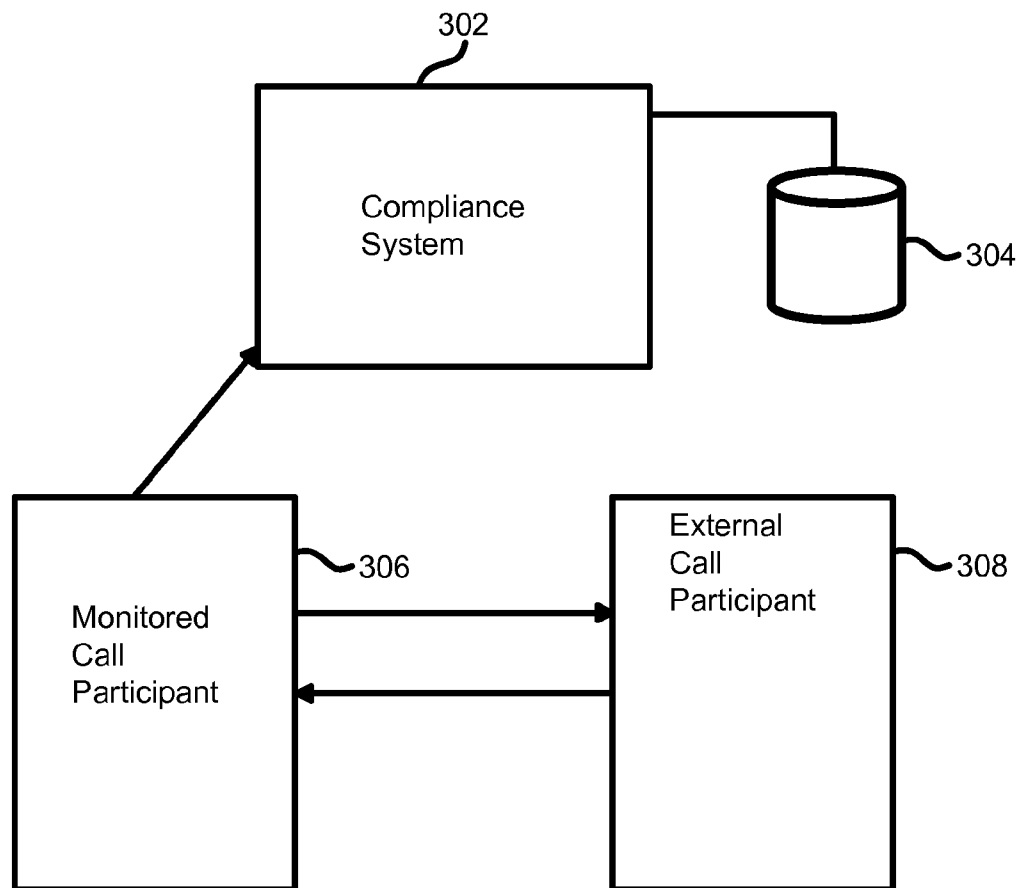 302
Compliance
System
304
306
Monitored
Call
Participant
External
Call
Participant
308